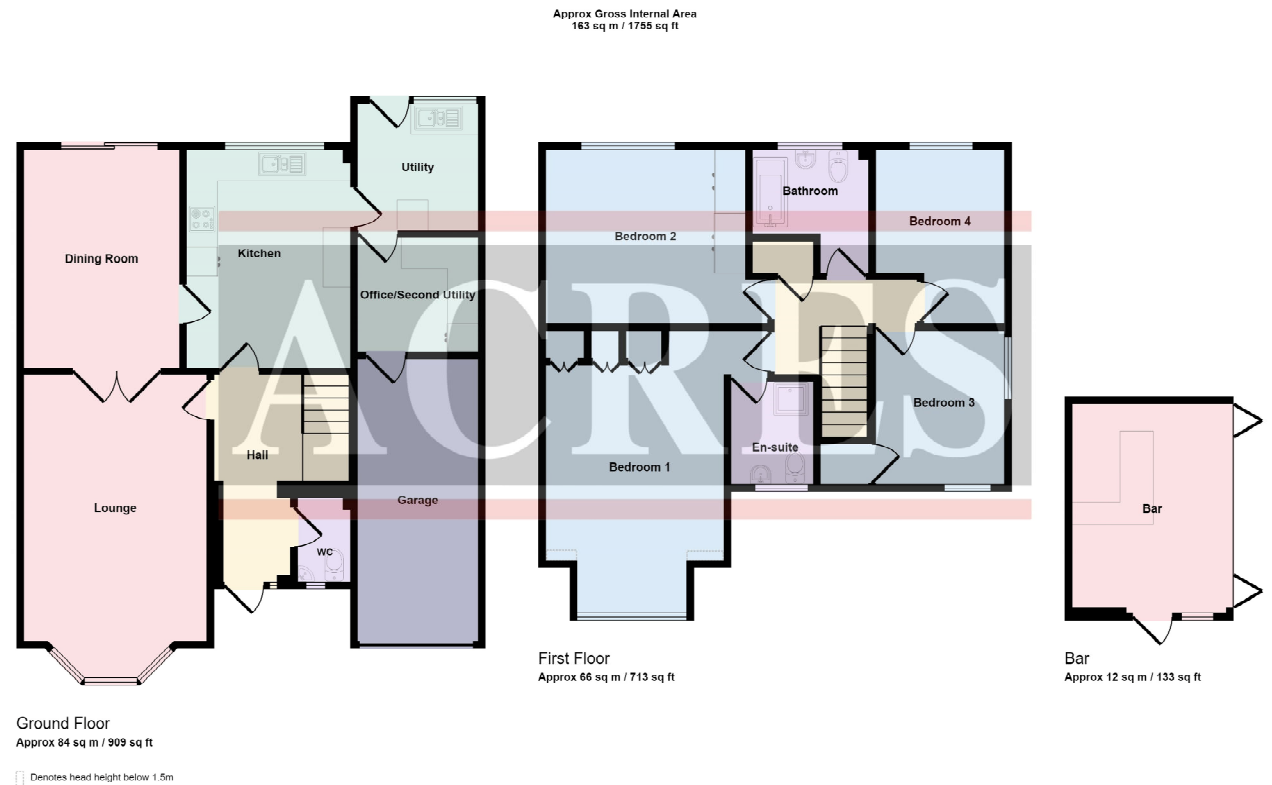 Approx Gross Internal Area
163 sq m / 1755 sq ft
Utility
Bathroom
Bedroom 4
Bedroom 2
Kitchen
Dining Room
Office/Second Utility
ACRES
Bedroom 3
Hall
En-suite
Bedroom 1
Garage
Lounge
Bar
WC
First Floor
Approx 66 sq m / 713 sq ft
Bar
Approx 12 sq m / 133 sq ft
Ground Floor
Approx 84 sq m / 909 sq ft
Denotes head height below 1.5m